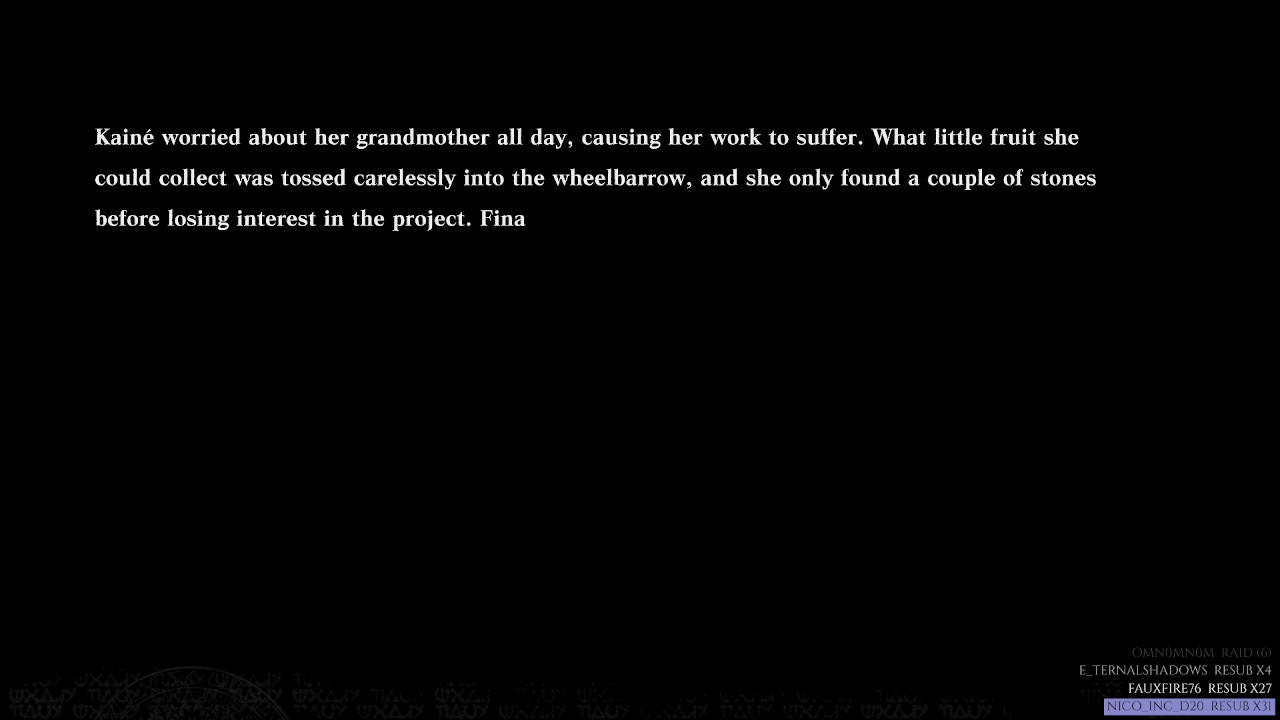 Kainé worried about her grandmother all day, causing her work to suffer. What little fruit she
could collect was tossed carelessly into the wheelbarrow, and she only found a couple of stones
before losing interest in the project. Fina
OMN0MN0M RAID (6)
E_TERNALSHADOWS RESUB X4
FAUXFIRE76 RESUB X27
NICO_INC_D20 RESUB X31